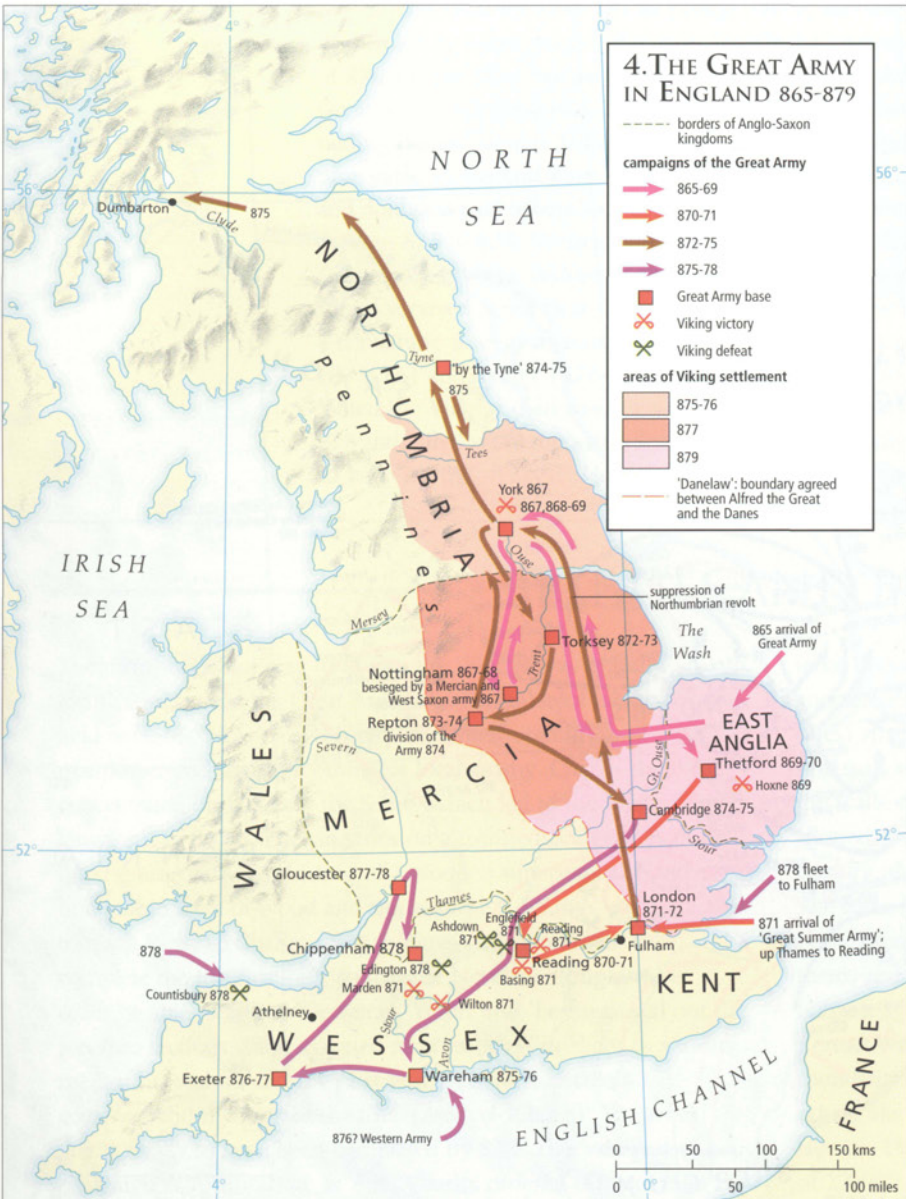 4. THE GREAT ARMY
IN ENGLAND 865-879
borders of Anglo-Saxon
kingdoms
campaigns of the Great Army
865-69
870-71
872-75
875-78
Great Army base
Viking victory
Viking defeat
areas of Viking settlement
875-76
877
879
'Danelaw': boundary agreed
between Alfred the Great
and the Danes
4°
0°
56°
56°
NORTH
SEA
Dumbarton
875
Clyde
NORTHUMBRIA
Pennines
Tyne
'by the Tyne' 874-75
875
Tees
York 867
867, 868-69
Ouse
IRISH
SEA
suppression of
Northumbrian revolt
Mersey
The
Wash
865 arrival of
Great Army
Torksey 872-73
Trent
Nottingham 867-68
besieged by a Mercian and
West Saxon army 867
Repton 873-74
division of the
Army 874
EAST
ANGLIA
Thetford 869-70
Hoxne 869
Gt. Ouse
Cambridge 874-75
Stour
WALES
Severn
MERCIA
52°
52°
Gloucester 877-78
Thames
London
871-72
878 fleet
to Fulham
871 arrival of
'Great Summer Army';
up Thames to Reading
Fulham
Englefield
871
Ashdown
871
Reading
871
Chippenham 878
Reading 870-71
Edington 878
Basing 871
Marden 871
Wilton 871
KENT
878
Countisbury 878
Athelney
Stour
Avon
WESSEX
Exeter 876-77
Wareham 875-76
876? Western Army
ENGLISH CHANNEL
FRANCE
0 50 100 150 kms
0 50 100 miles
4°
0°